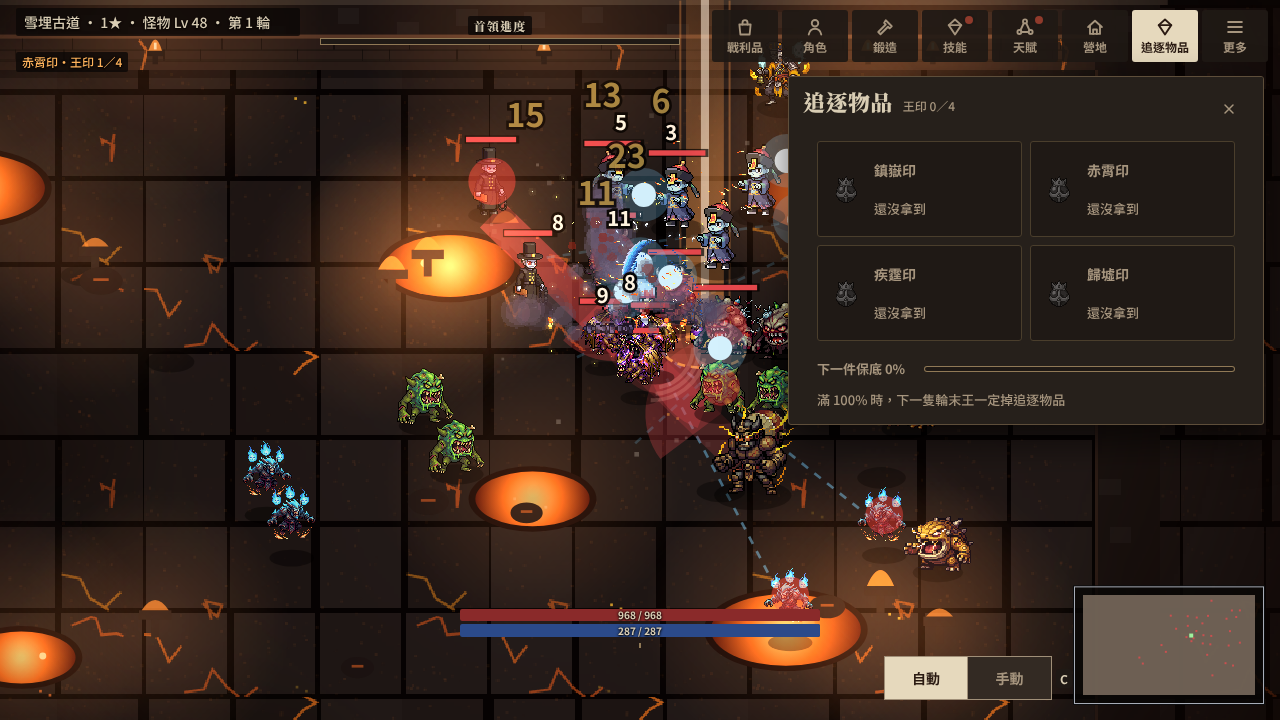 雪埋古道 · 1★ · 怪物 Lv 48 · 第 1 輪
首領進度
赤霄印 · 王印 1／4
戰利品
角色
鍛造
技能
天賦
營地
追逐物品
更多
追逐物品 王印 0／4
×
鎮嶽印
還沒拿到
赤霄印
還沒拿到
疾霆印
還沒拿到
歸墟印
還沒拿到
下一件保底 0%
滿 100% 時，下一隻輪末王一定掉追逐物品
13
6
15
5
3
23
11
11
8
8
9
968 / 968
287 / 287
自動
手動
C